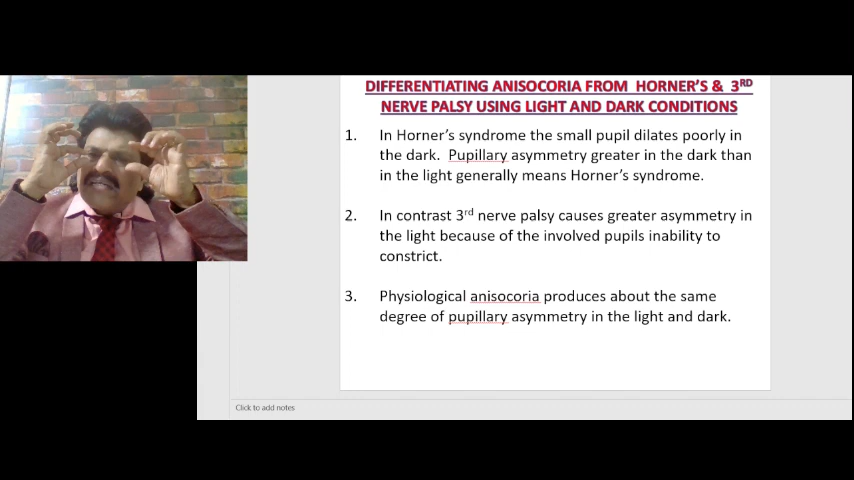 DIFFERENTIATING ANISOCORIA FROM HORNER'S & 3RD
NERVE PALSY USING LIGHT AND DARK CONDITIONS
1. In Horner's syndrome the small pupil dilates poorly in
the dark. Pupillary asymmetry greater in the dark than
in the light generally means Horner's syndrome.
2. In contrast 3rd nerve palsy causes greater asymmetry in
the light because of the involved pupils inability to
constrict.
3. Physiological anisocoria produces about the same
degree of pupillary asymmetry in the light and dark.
Click to add notes